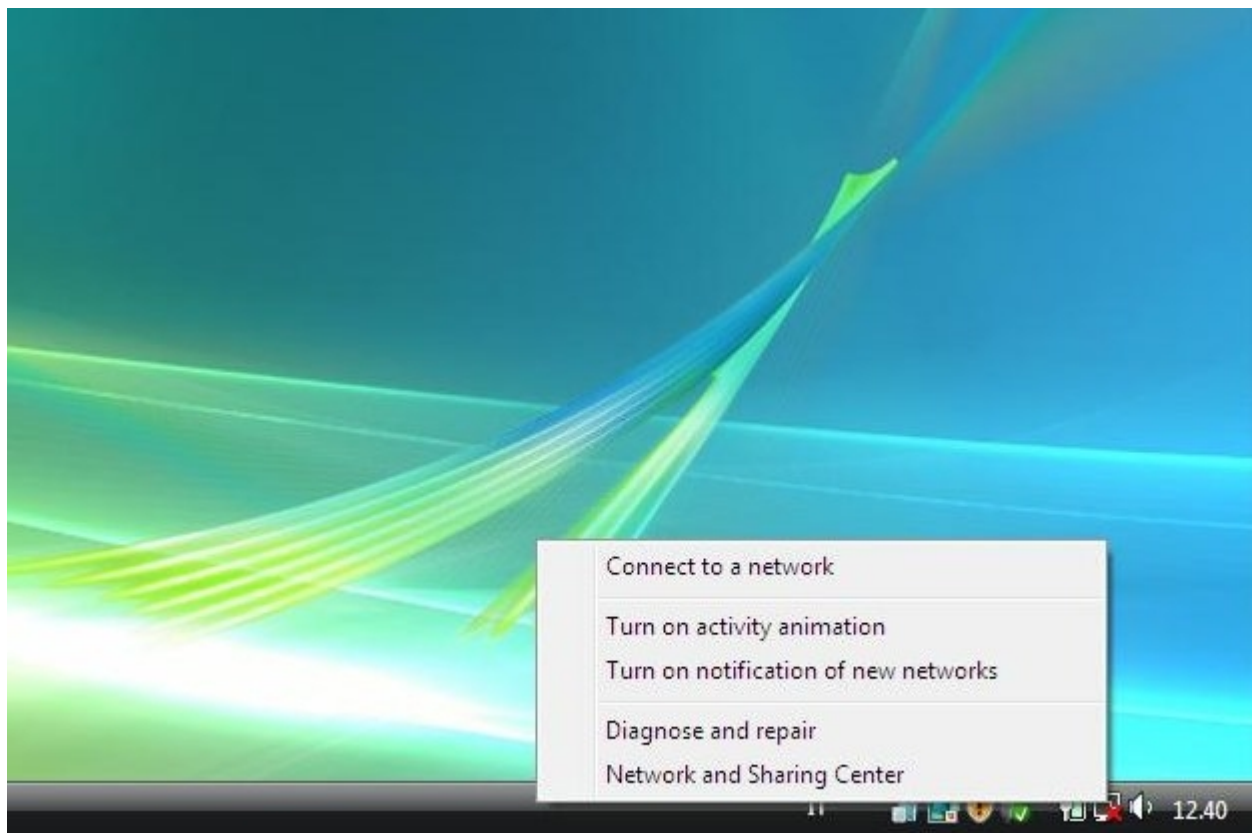 Connect to a network
Turn on activity animation
Turn on notification of new networks
Diagnose and repair
Network and Sharing Center
12.40